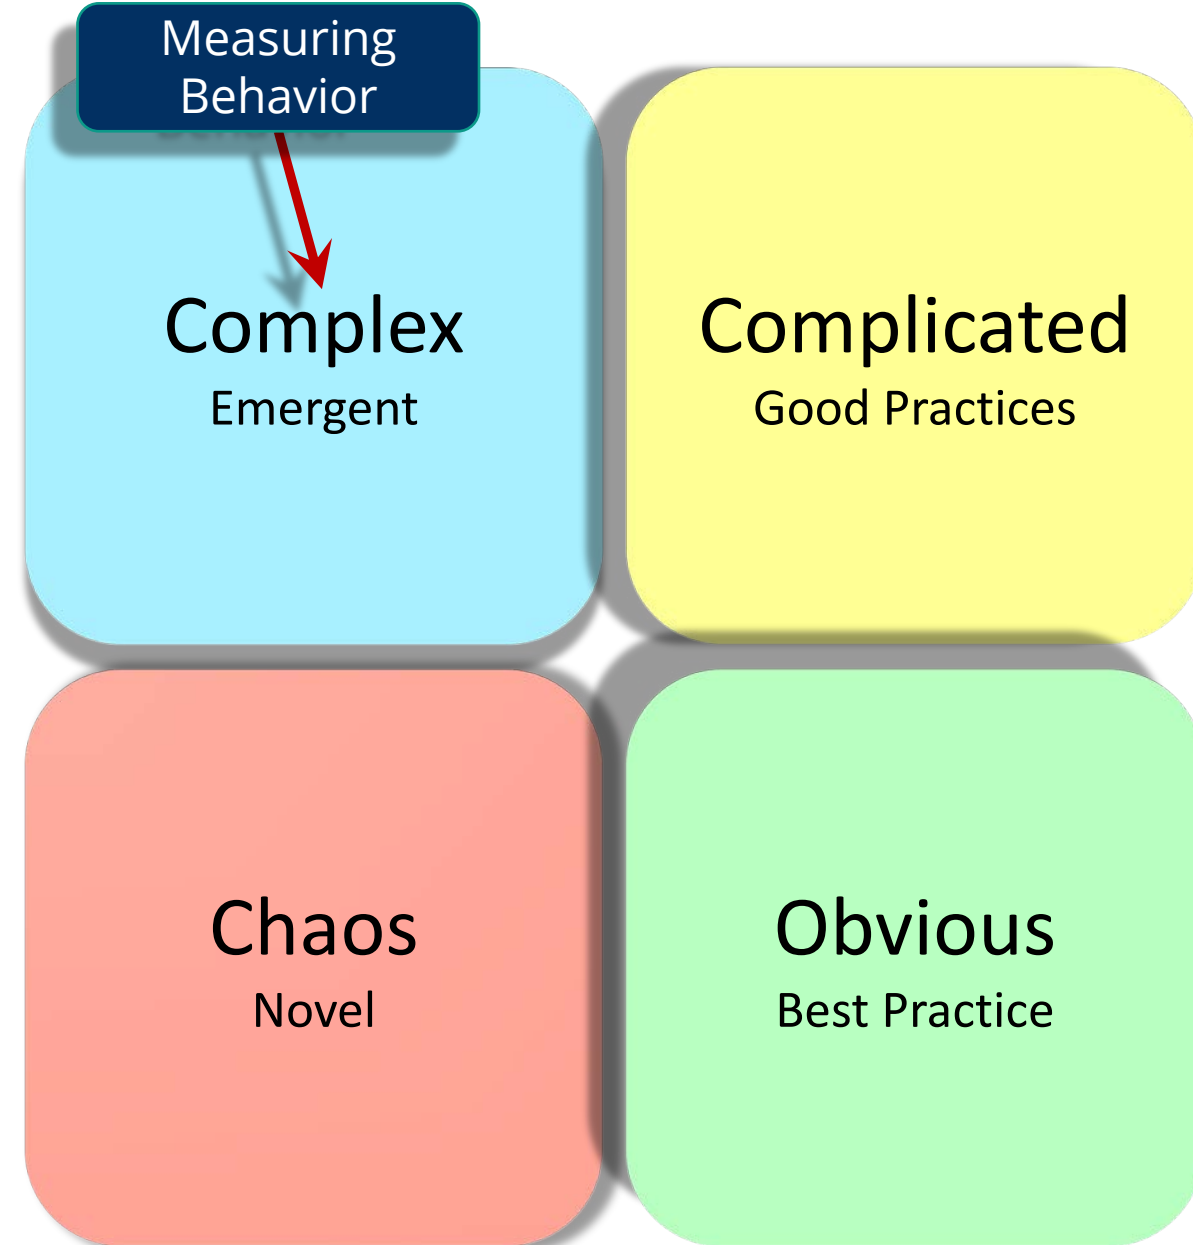 Measuring
Behavior
Complex
Emergent
Complicated
Good Practices
Chaos
Novel
Obvious
Best Practice